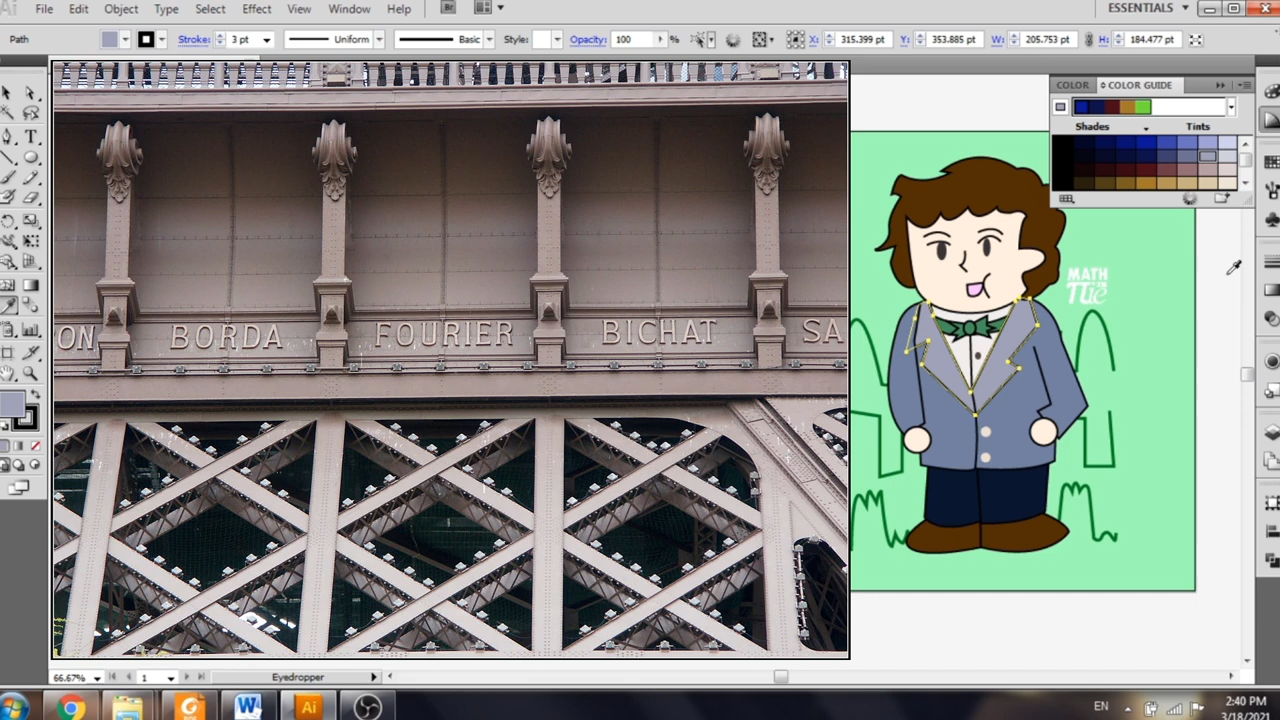 File Edit Object Type Select Effect View Window Help
ESSENTIALS
Path
Stroke: 3 pt
Uniform
Basic
Style:
Opacity: 100 %
X: 315.399 pt
Y: 353.885 pt
W: 205.753 pt
H: 184.477 pt
COLOR
COLOR GUIDE
Shades
Tints
ON
BORDA
FOURIER
BICHAT
SA
MATH
66.67%
1
Eyedropper
W
Ai
EN
2:40 PM
3/18/2021